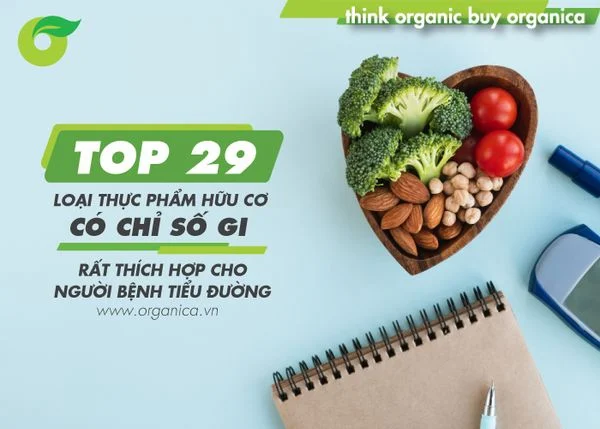 think organic buy organica
TOP 29
LOẠI THỰC PHẨM HỮU CƠ
CÓ CHỈ SỐ GI
RẤT THÍCH HỢP CHO
NGƯỜI BỆNH TIỂU ĐƯỜNG
www.organica.vn